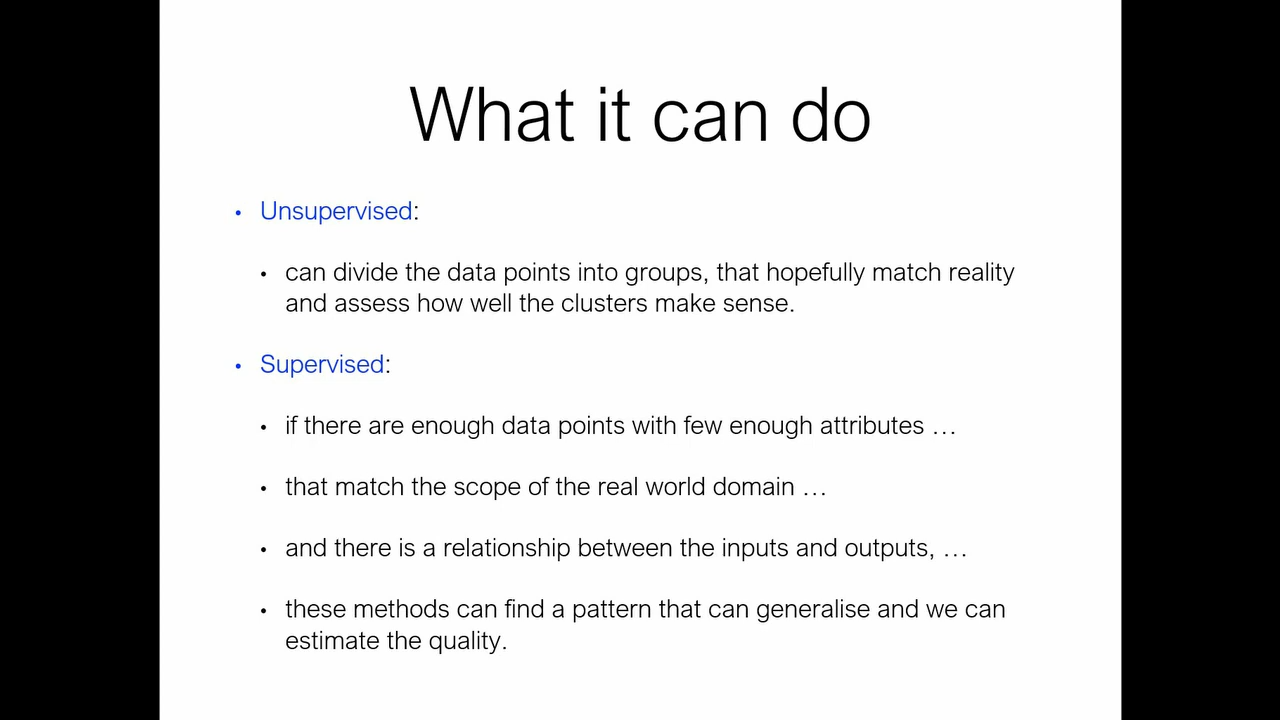 What it can do
• Unsupervised:
• can divide the data points into groups, that hopefully match reality
and assess how well the clusters make sense.
• Supervised:
• if there are enough data points with few enough attributes …
• that match the scope of the real world domain …
• and there is a relationship between the inputs and outputs, …
• these methods can find a pattern that can generalise and we can
estimate the quality.